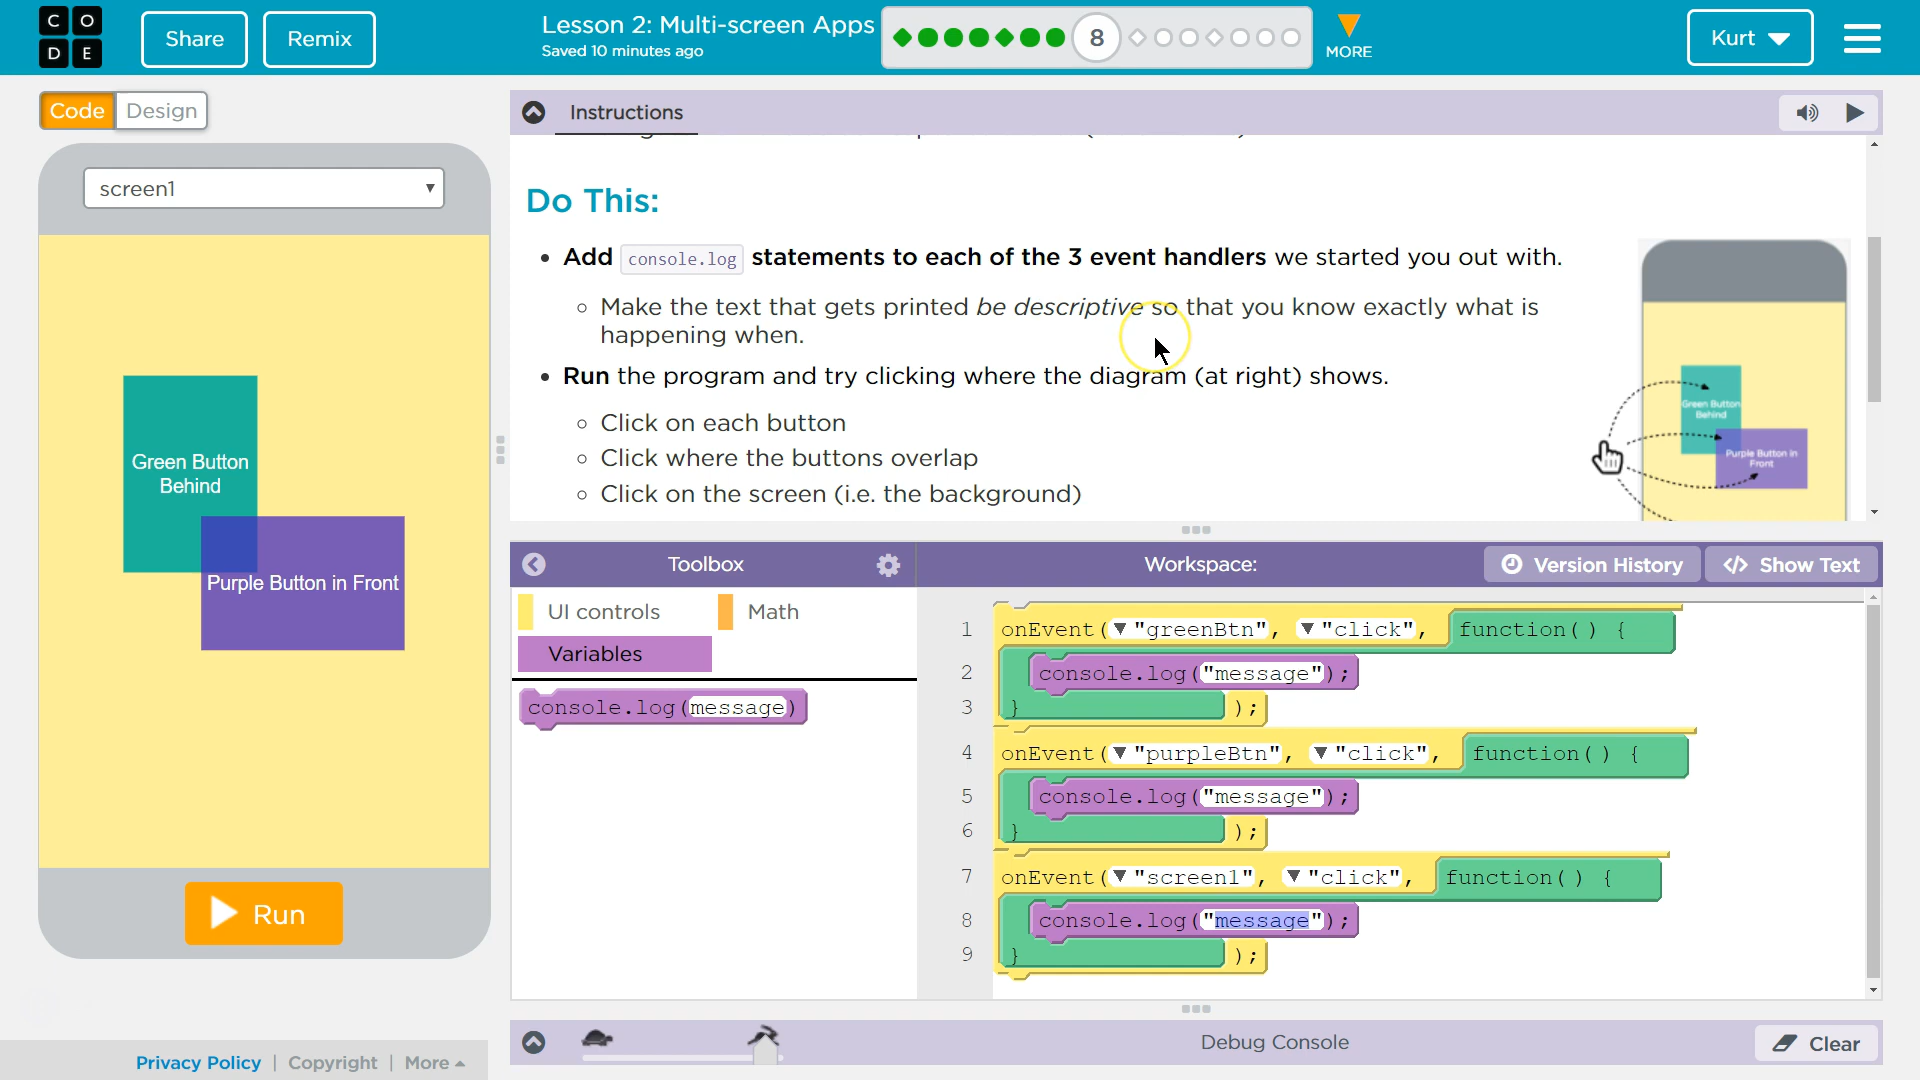 C O
D E
Share
Remix
Lesson 2: Multi-screen Apps
Saved 10 minutes ago
8
MORE
Kurt
Code
Design
Instructions
screen1
Do This:
Add console.log statements to each of the 3 event handlers we started you out with.
Make the text that gets printed be descriptive so that you know exactly what is
happening when.
Run the program and try clicking where the diagram (at right) shows.
Click on each button
Click where the buttons overlap
Click on the screen (i.e. the background)
Green Button
Behind
Purple Button in
Front
Green Button
Behind
Purple Button in Front
Run
Toolbox
Workspace:
Version History
</> Show Text
UI controls
Math
Variables
console.log(message)
1 onEvent(▼"greenBtn", ▼"click", function() {
2 console.log("message");
3 } );
4 onEvent(▼"purpleBtn", ▼"click", function() {
5 console.log("message");
6 } );
7 onEvent(▼"screen1", ▼"click", function() {
8 console.log("message");
9 } );
Debug Console
Clear
Privacy Policy | Copyright | More